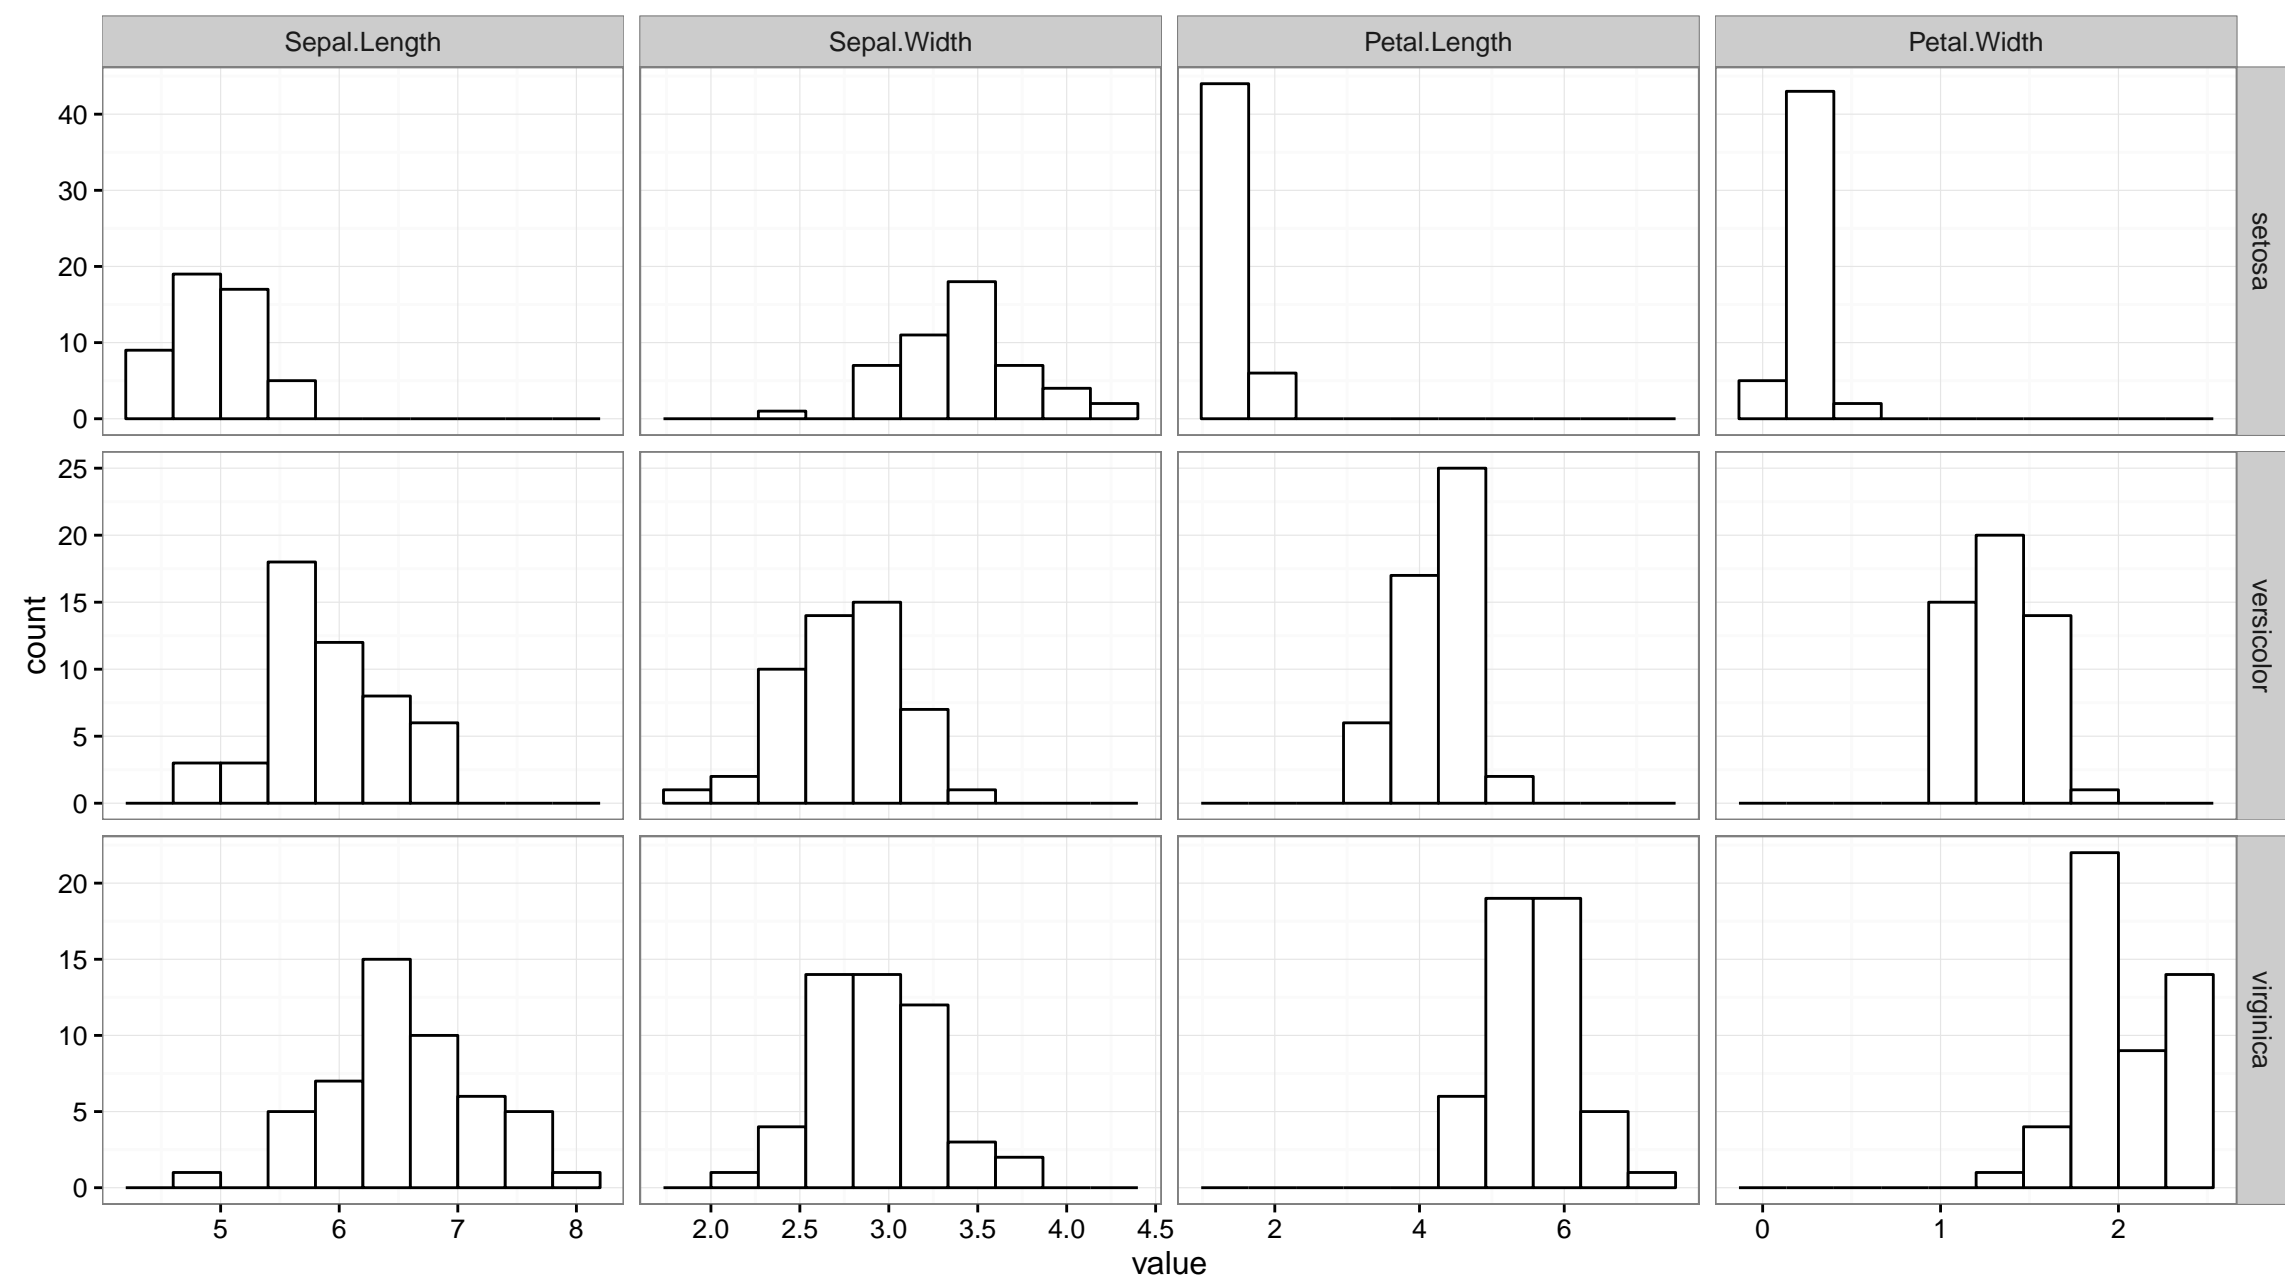 Sepal.Length Sepal.Width Petal.Length Petal.Width
40
30
20
10
0
setosa
25
20
15
10
5
0
versicolor
count
20
15
10
5
0
virginica
5 6 7 8 2.0 2.5 3.0 3.5 4.0 4.5 2 4 6 0 1 2
value